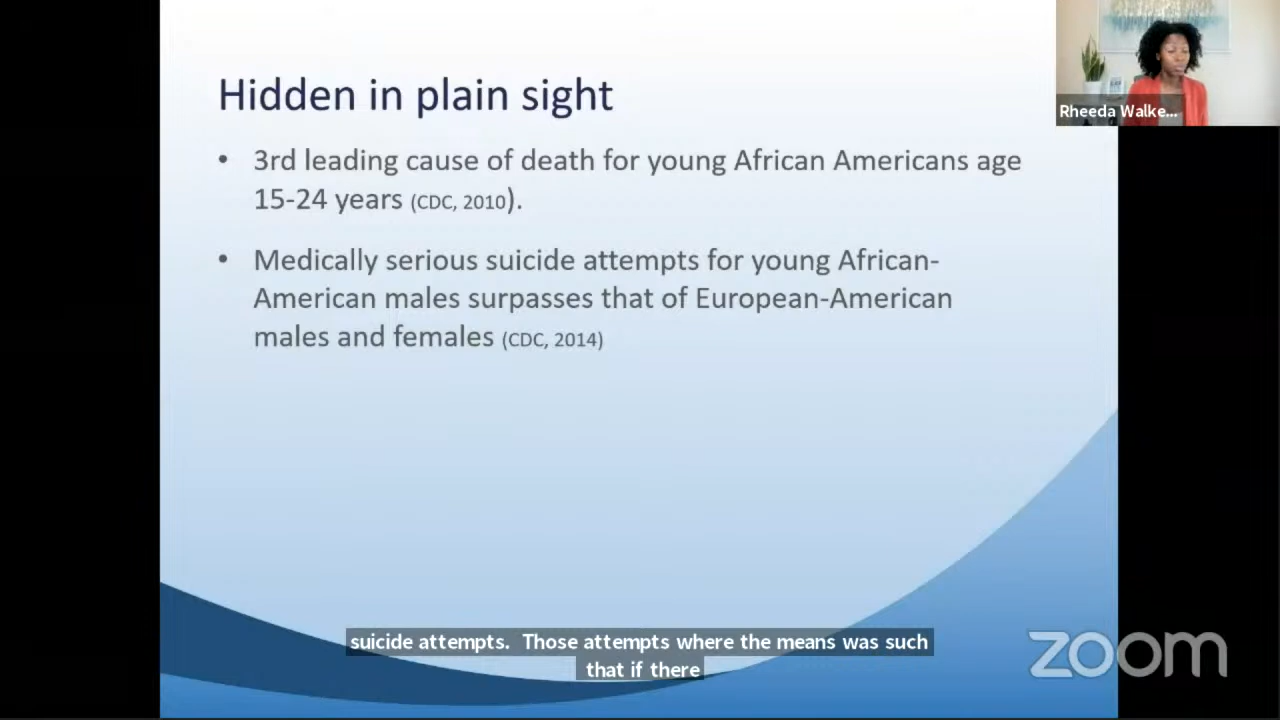 Hidden in plain sight
• 3rd leading cause of death for young African Americans age
15-24 years (CDC, 2010).
• Medically serious suicide attempts for young African-
American males surpasses that of European-American
males and females (CDC, 2014)
Rheeda Walke...
suicide attempts. Those attempts where the means was such
that if there
zoom